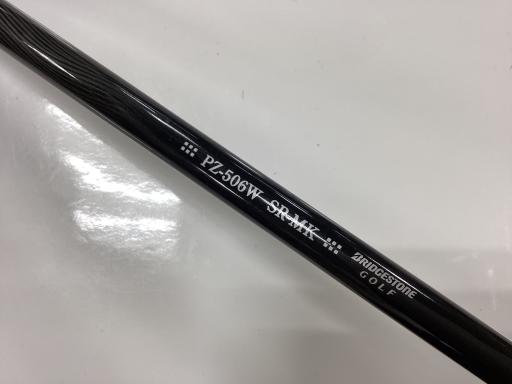 PZ-506W SR MK
BRIDGESTONE
GOLF